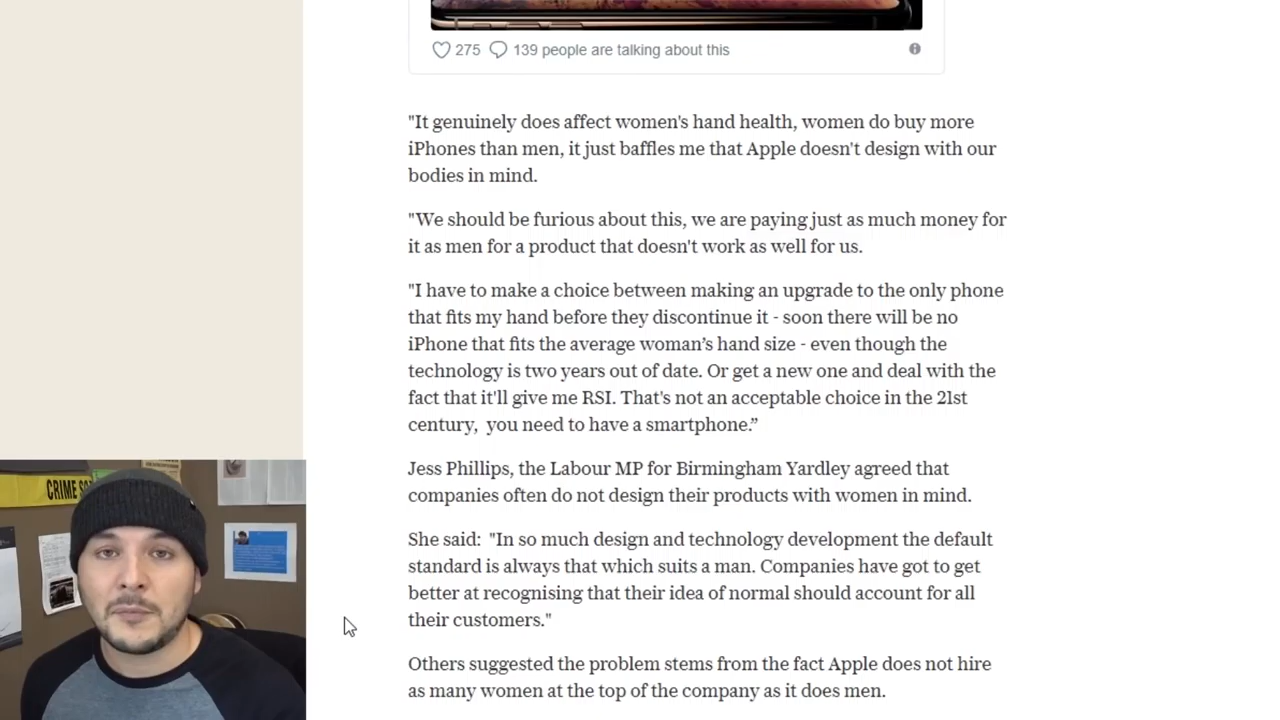 275 139 people are talking about this
"It genuinely does affect women's hand health, women do buy more
iPhones than men, it just baffles me that Apple doesn't design with our
bodies in mind.
"We should be furious about this, we are paying just as much money for
it as men for a product that doesn't work as well for us.
"I have to make a choice between making an upgrade to the only phone
that fits my hand before they discontinue it - soon there will be no
iPhone that fits the average woman’s hand size - even though the
technology is two years out of date. Or get a new one and deal with the
fact that it'll give me RSI. That's not an acceptable choice in the 21st
century,  you need to have a smartphone.”
Jess Phillips, the Labour MP for Birmingham Yardley agreed that
companies often do not design their products with women in mind.
She said:  "In so much design and technology development the default
standard is always that which suits a man. Companies have got to get
better at recognising that their idea of normal should account for all
their customers."
Others suggested the problem stems from the fact Apple does not hire
as many women at the top of the company as it does men.
CRIME